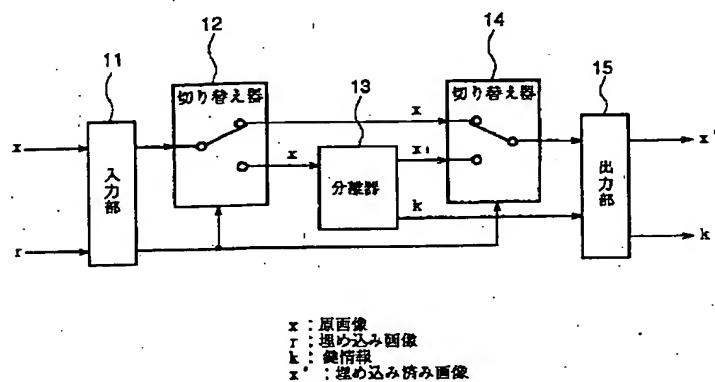 12
14
11
切り替え器
13
切り替え器
15
x
x
x
入力部
x
分離器
x'
出力部
x'
k
r
k
x：原画像
r：埋め込み画像
k：鍵情報
x'：埋め込み済み画像